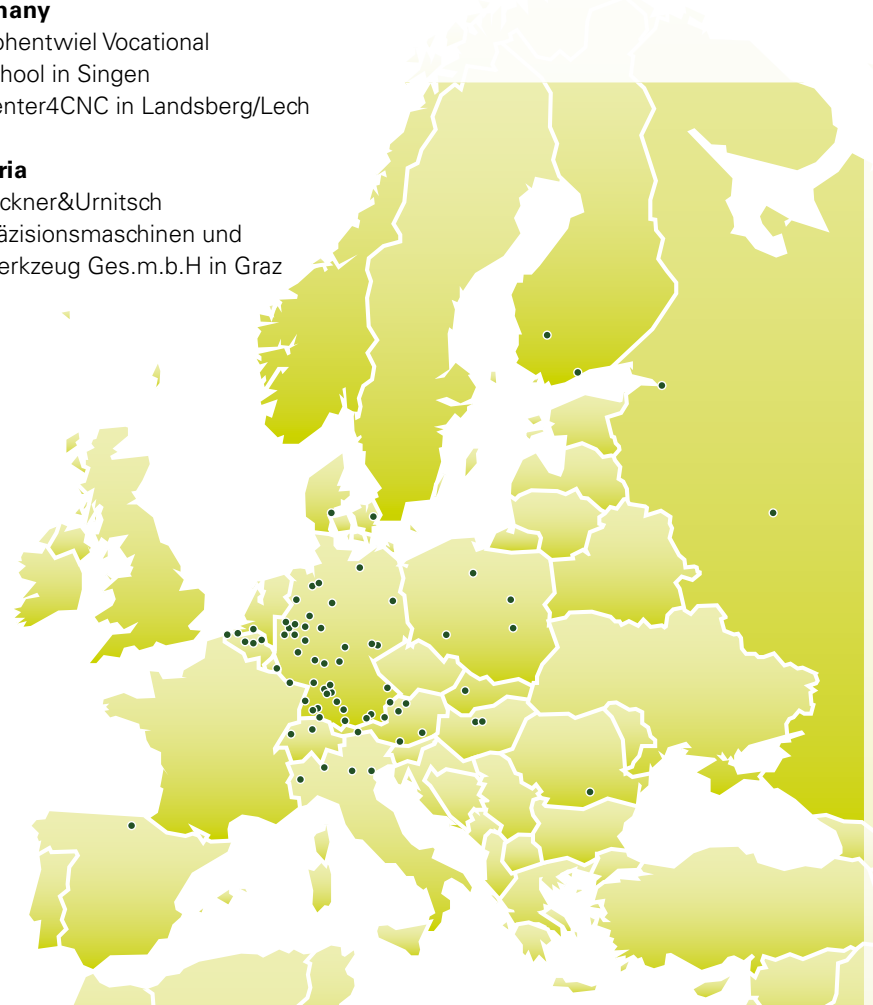 many
ohentwiel Vocational
hool in Singen
enter4CNC in Landsberg/Lech
ria
ckner&Urnitsch
äzisionsmaschinen und
erkzeug Ges.m.b.H in Graz